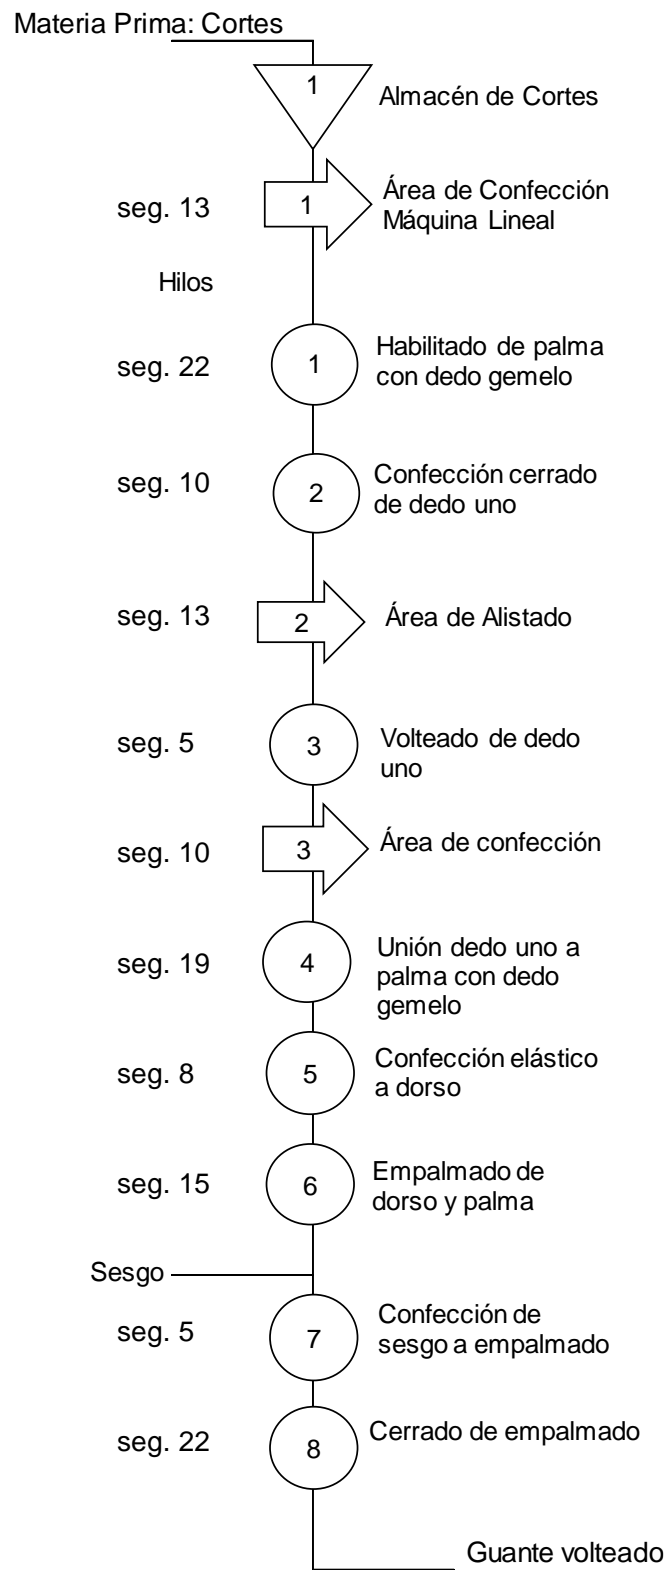 Materia Prima: Cortes
1
Almacén de Cortes
seg. 13
1
Área de Confección
Máquina Lineal
Hilos
seg. 22
1
Habilitado de palma
con dedo gemelo
seg. 10
2
Confección cerrado
de dedo uno
seg. 13
2
Área de Alistado
seg. 5
3
Volteado de dedo
uno
seg. 10
3
Área de confección
seg. 19
4
Unión dedo uno a
palma con dedo
gemelo
seg. 8
5
Confección elástico
a dorso
seg. 15
6
Empalmado de
dorso y palma
Sesgo
seg. 5
7
Confección de
sesgo a empalmado
seg. 22
8
Cerrado de empalmado
Guante volteado